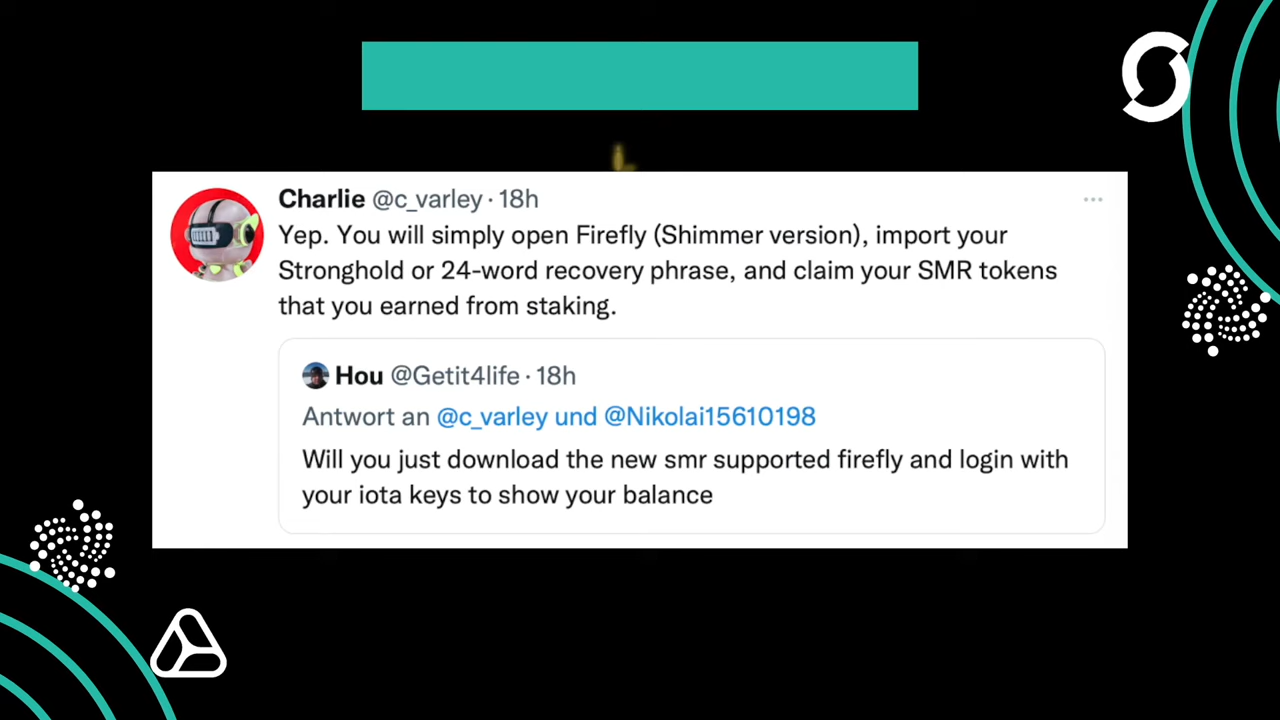 Charlie @c_varley · 18h
Yep. You will simply open Firefly (Shimmer version), import your
Stronghold or 24-word recovery phrase, and claim your SMR tokens
that you earned from staking.
Hou @Getit4life · 18h
Antwort an @c_varley und @Nikolai15610198
Will you just download the new smr supported firefly and login with
your iota keys to show your balance